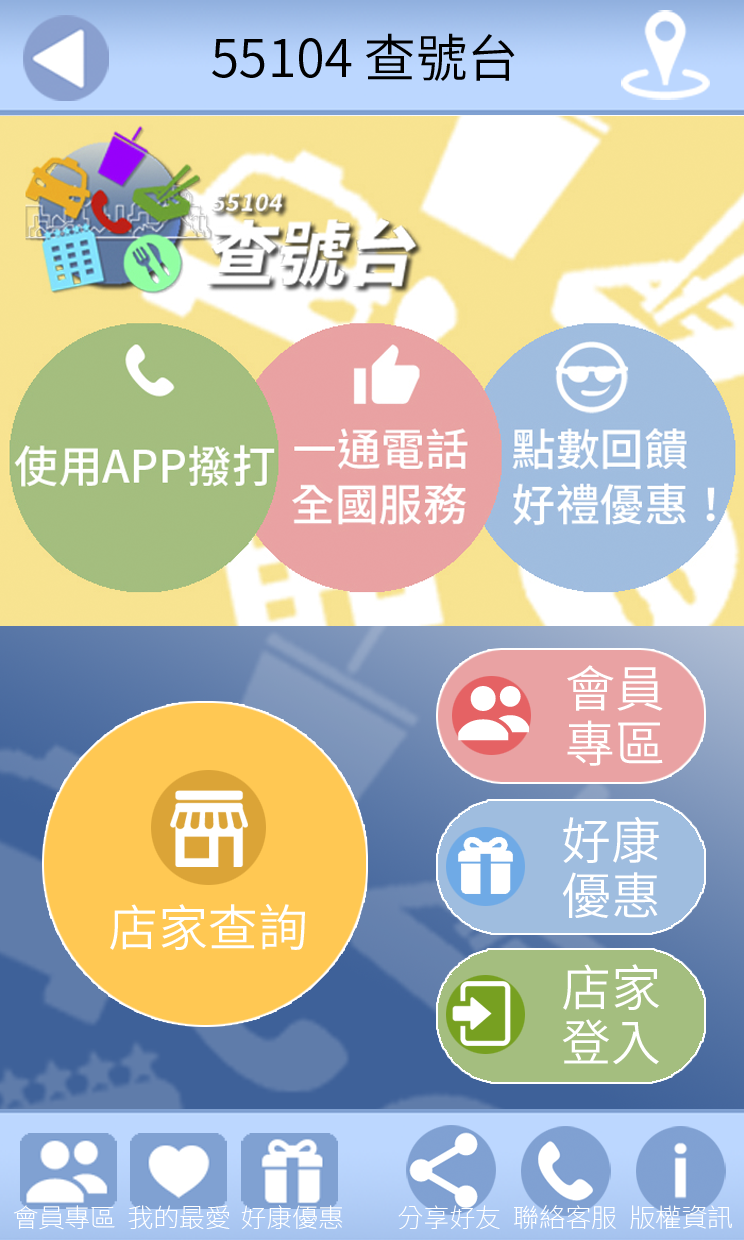 55104 查號台
55104
查號台
使用APP撥打
一通電話
全國服務
點數回饋
好禮優惠！
店家查詢
會員
專區
好康
優惠
店家
登入
會員專區 我的最愛 好康優惠 分享好友 聯絡客服 版權資訊